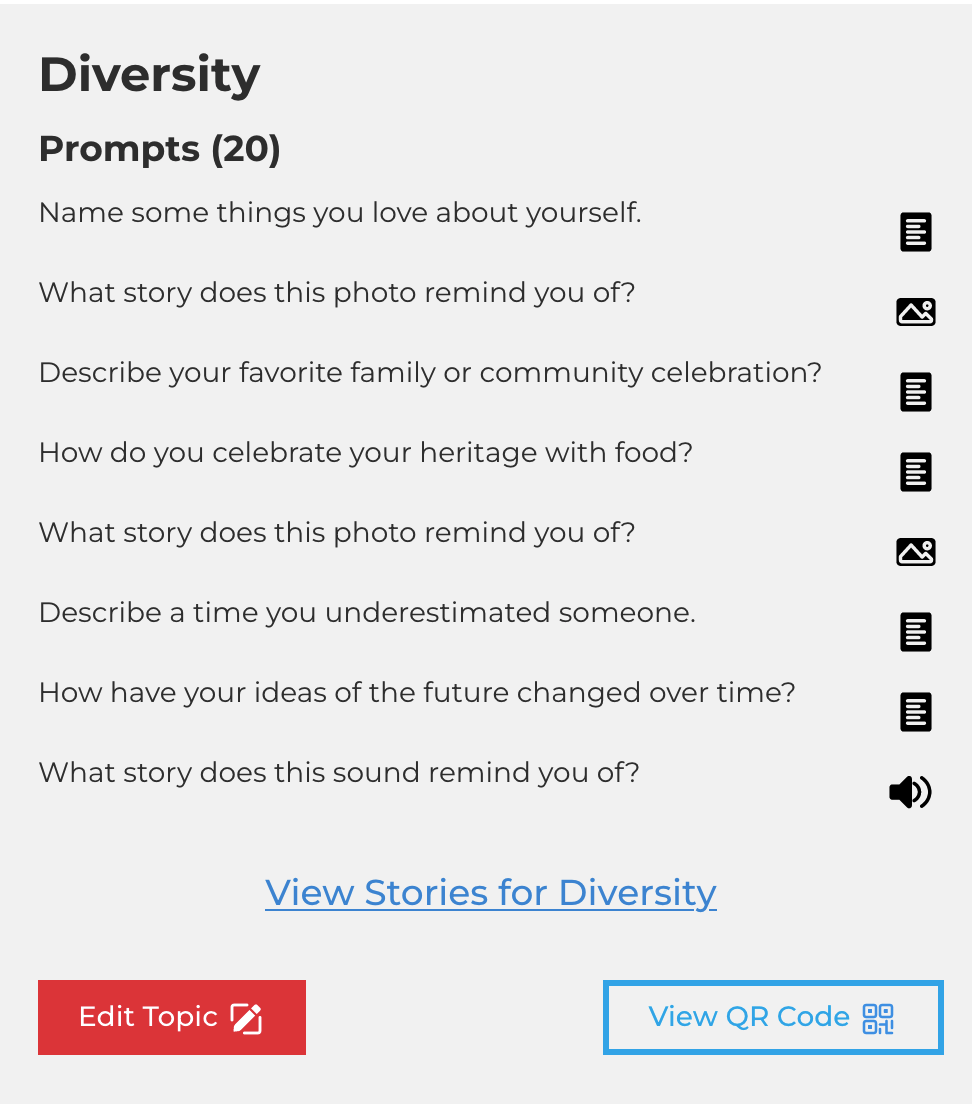 Diversity
Prompts (20)
Name some things you love about yourself.
What story does this photo remind you of?
Describe your favorite family or community celebration?
How do you celebrate your heritage with food?
What story does this photo remind you of?
Describe a time you underestimated someone.
How have your ideas of the future changed over time?
What story does this sound remind you of?
View Stories for Diversity
Edit Topic
View QR Code